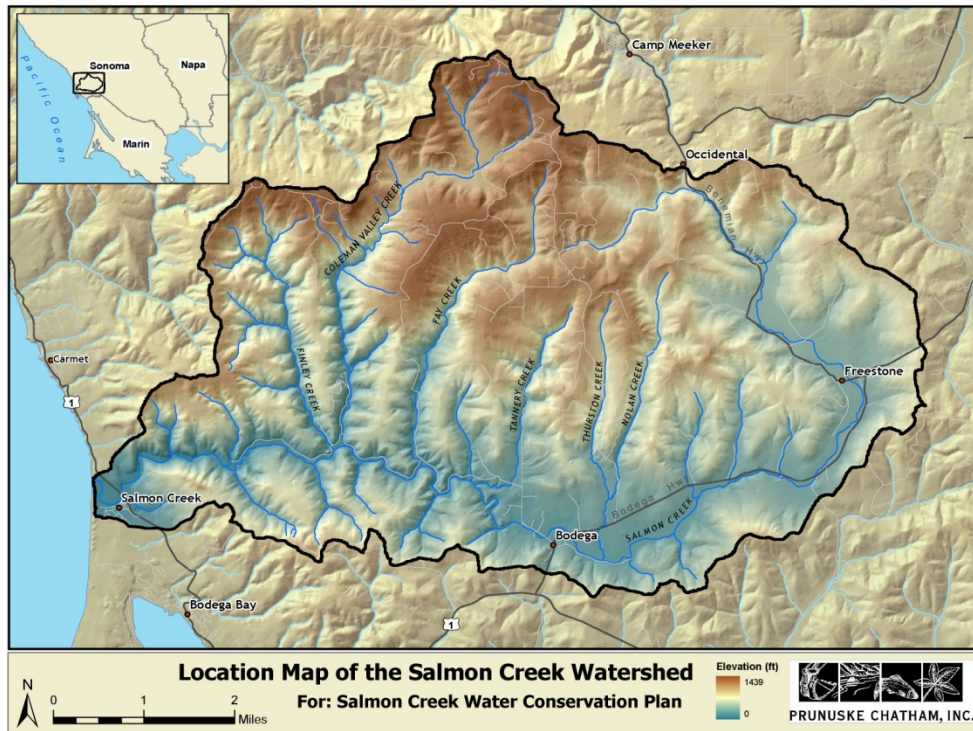 Sonoma
Napa
Marin
Pacific Ocean
Camp Meeker
Occidental
Bohemian Hwy
COLEMAN VALLEY CREEK
FAY CREEK
FINLEY CREEK
TANNERY CREEK
THURSTON CREEK
NOLAN CREEK
Carmet
1
Freestone
Salmon Creek
Bodega Hwy
SALMON CREEK
Bodega
Bodega Bay
1
N
0 1 2
Miles
Location Map of the Salmon Creek Watershed
For: Salmon Creek Water Conservation Plan
Elevation (ft)
1439
0
PRUNUSKE CHATHAM, INC.